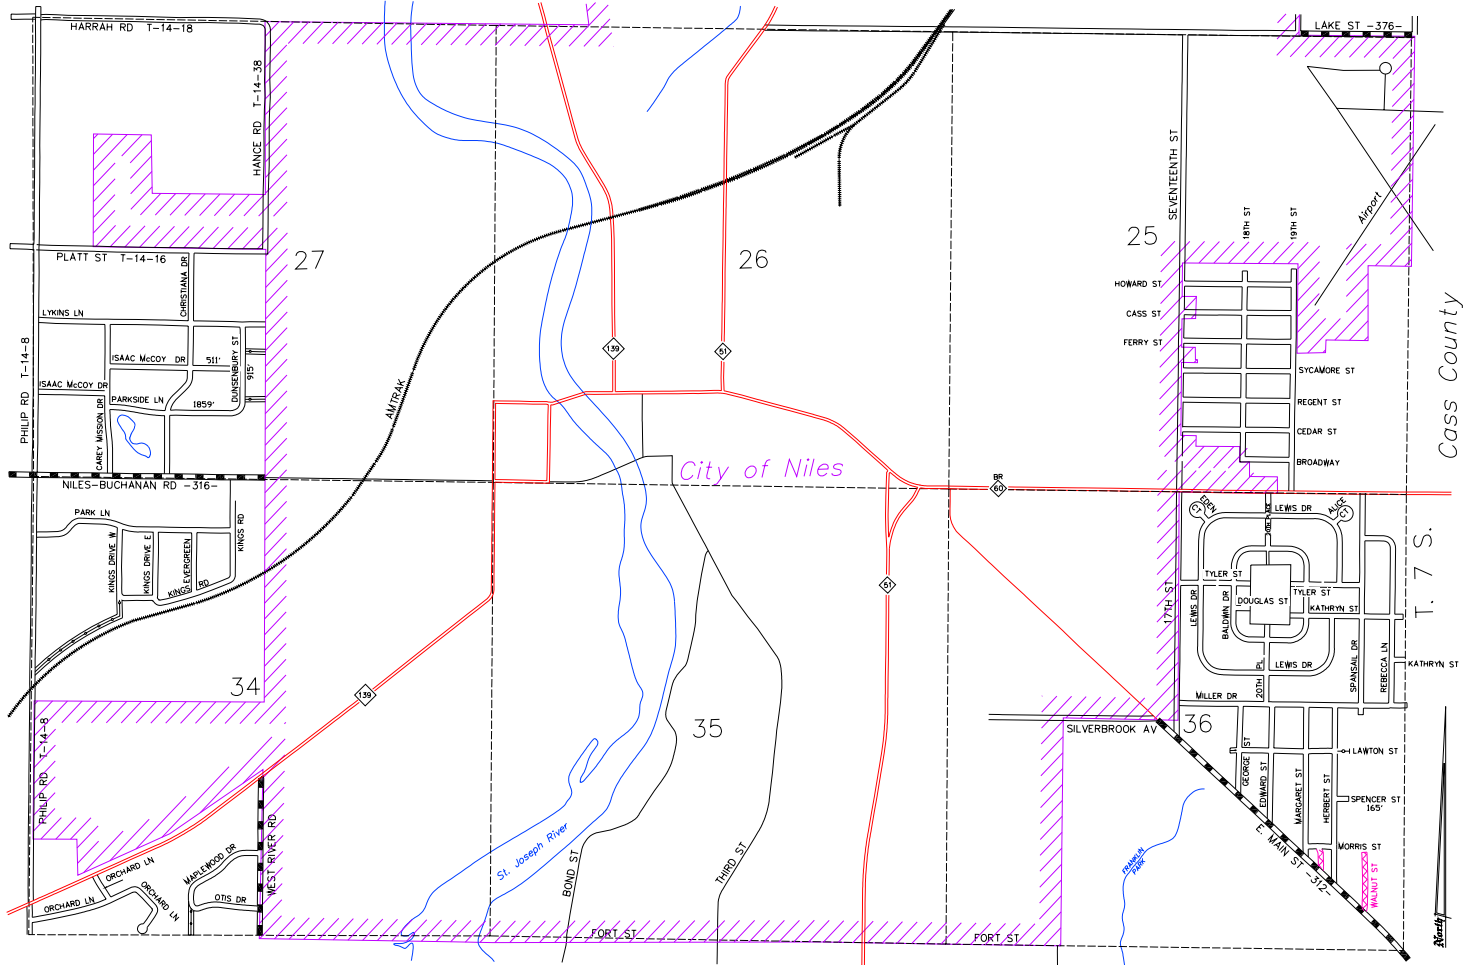 HARRAH RD T-14-18
LAKE ST -376-
HANCE RD T-14-38
SEVENTEENTH ST
Airport
18TH ST
19TH ST
25
26
27
PLATT ST T-14-16
CHRISTIANA DR
HOWARD ST
CASS ST
FERRY ST
LYKINS LN
PHILIP RD T-14-8
ISAAC McCOY DR
511'
DUNSENBURY ST
915'
139
51
Cass County
SYCAMORE ST
ISAAC McCOY DR
PARKSIDE LN
1859'
AMTRAK
REGENT ST
CAREY MISSION DR
CEDAR ST
City of Niles
BROADWAY
NILES-BUCHANAN RD -316-
BR
60
PARK LN
KINGS RD
EDEN
CT
20TH PLACE
LEWIS DR
ALICE
CT
T. 7 S.
KINGS DRIVE W
KINGS DRIVE E
EVERGREEN
KINGS
RD
KINGS
51
17TH ST
TYLER ST
TYLER ST
LEWIS DR
BALDWIN DR
DOUGLAS ST
KATHRYN ST
LEWIS DR
20TH PL
SPANSAIL DR
REBECCA LN
KATHRYN ST
34
139
MILLER DR
35
36
SILVERBROOK AV
PHILIP RD T-14-8
GEORGE ST
LAWTON ST
EDWARD ST
MARGARET ST
HERBERT ST
SPENCER ST
165'
WEST RIVER RD
E. MAIN ST -312-
St. Joseph River
MORRIS ST
MAPLEWOOD DR
ORCHARD LN
ORCHARD LN
ORCHARD LN
OTIS DR
BOND ST
THIRD ST
FRANKLIN
PARK
WALNUT ST
FORT ST
FORT ST
North